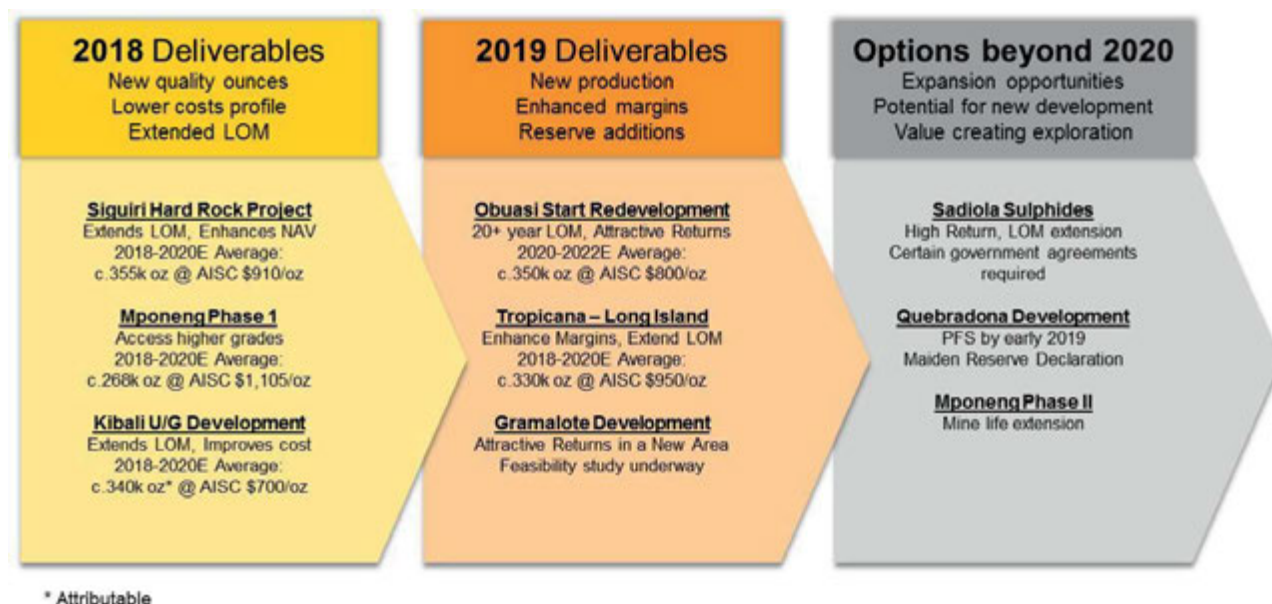 2018 Deliverables
New quality ounces
Lower costs profile
Extended LOM
Siguiri Hard Rock Project
Extends LOM, Enhances NAV
2018-2020E Average:
c.355k oz @ AISC $910/oz
Mponeng Phase 1
Access higher grades
2018-2020E Average:
c.268k oz @ AISC $1,105/oz
Kibali U/G Development
Extends LOM, Improves cost
2018-2020E Average:
c.340k oz* @ AISC $700/oz
2019 Deliverables
New production
Enhanced margins
Reserve additions
Obuasi Start Redevelopment
20+ year LOM, Attractive Returns
2020-2022E Average:
c.350k oz @ AISC $800/oz
Tropicana – Long Island
Enhance Margins, Extend LOM
2018-2020E Average:
c.330k oz @ AISC $950/oz
Gramalote Development
Attractive Returns in a New Area
Feasibility study underway
Options beyond 2020
Expansion opportunities
Potential for new development
Value creating exploration
Sadiola Sulphides
High Return, LOM extension
Certain government agreements
required
Quebradona Development
PFS by early 2019
Maiden Reserve Declaration
Mponeng Phase II
Mine life extension
* Attributable